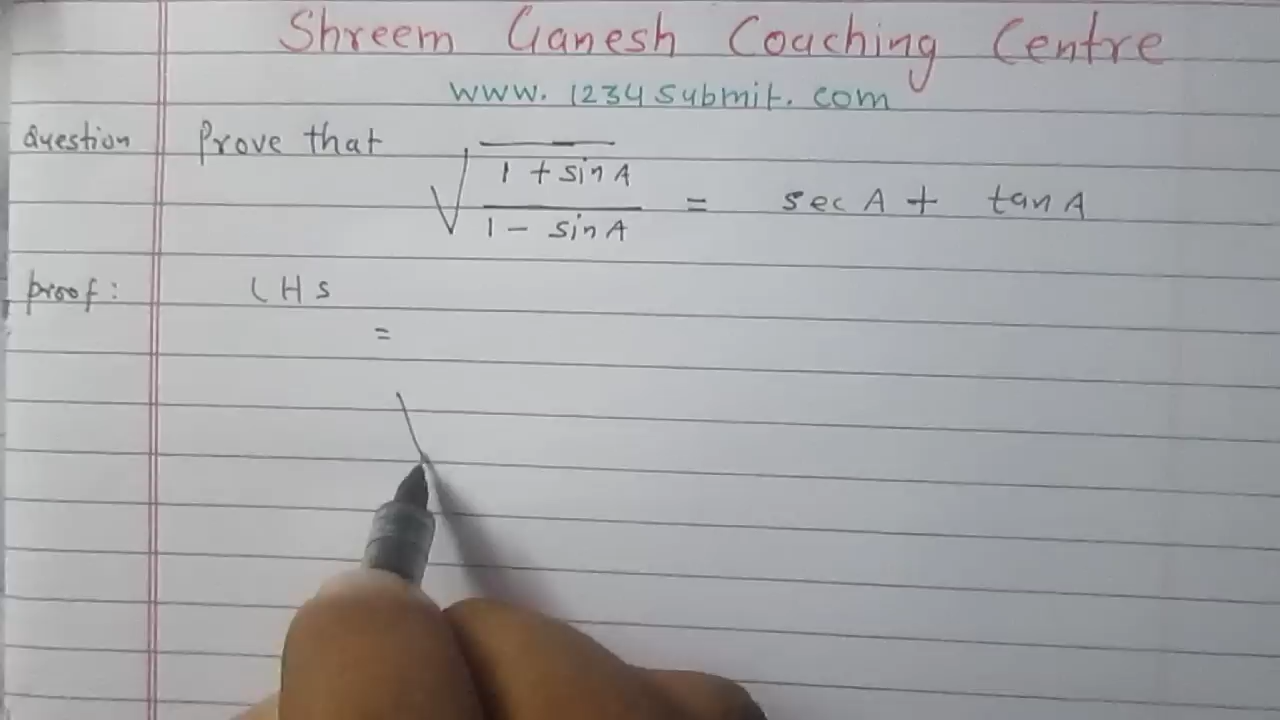 Shreem Ganesh Coaching Centre
www.1234submit.com
Question Prove that √((1 + sin A)/(1 - sin A)) = sec A + tan A
proof: LHS
=